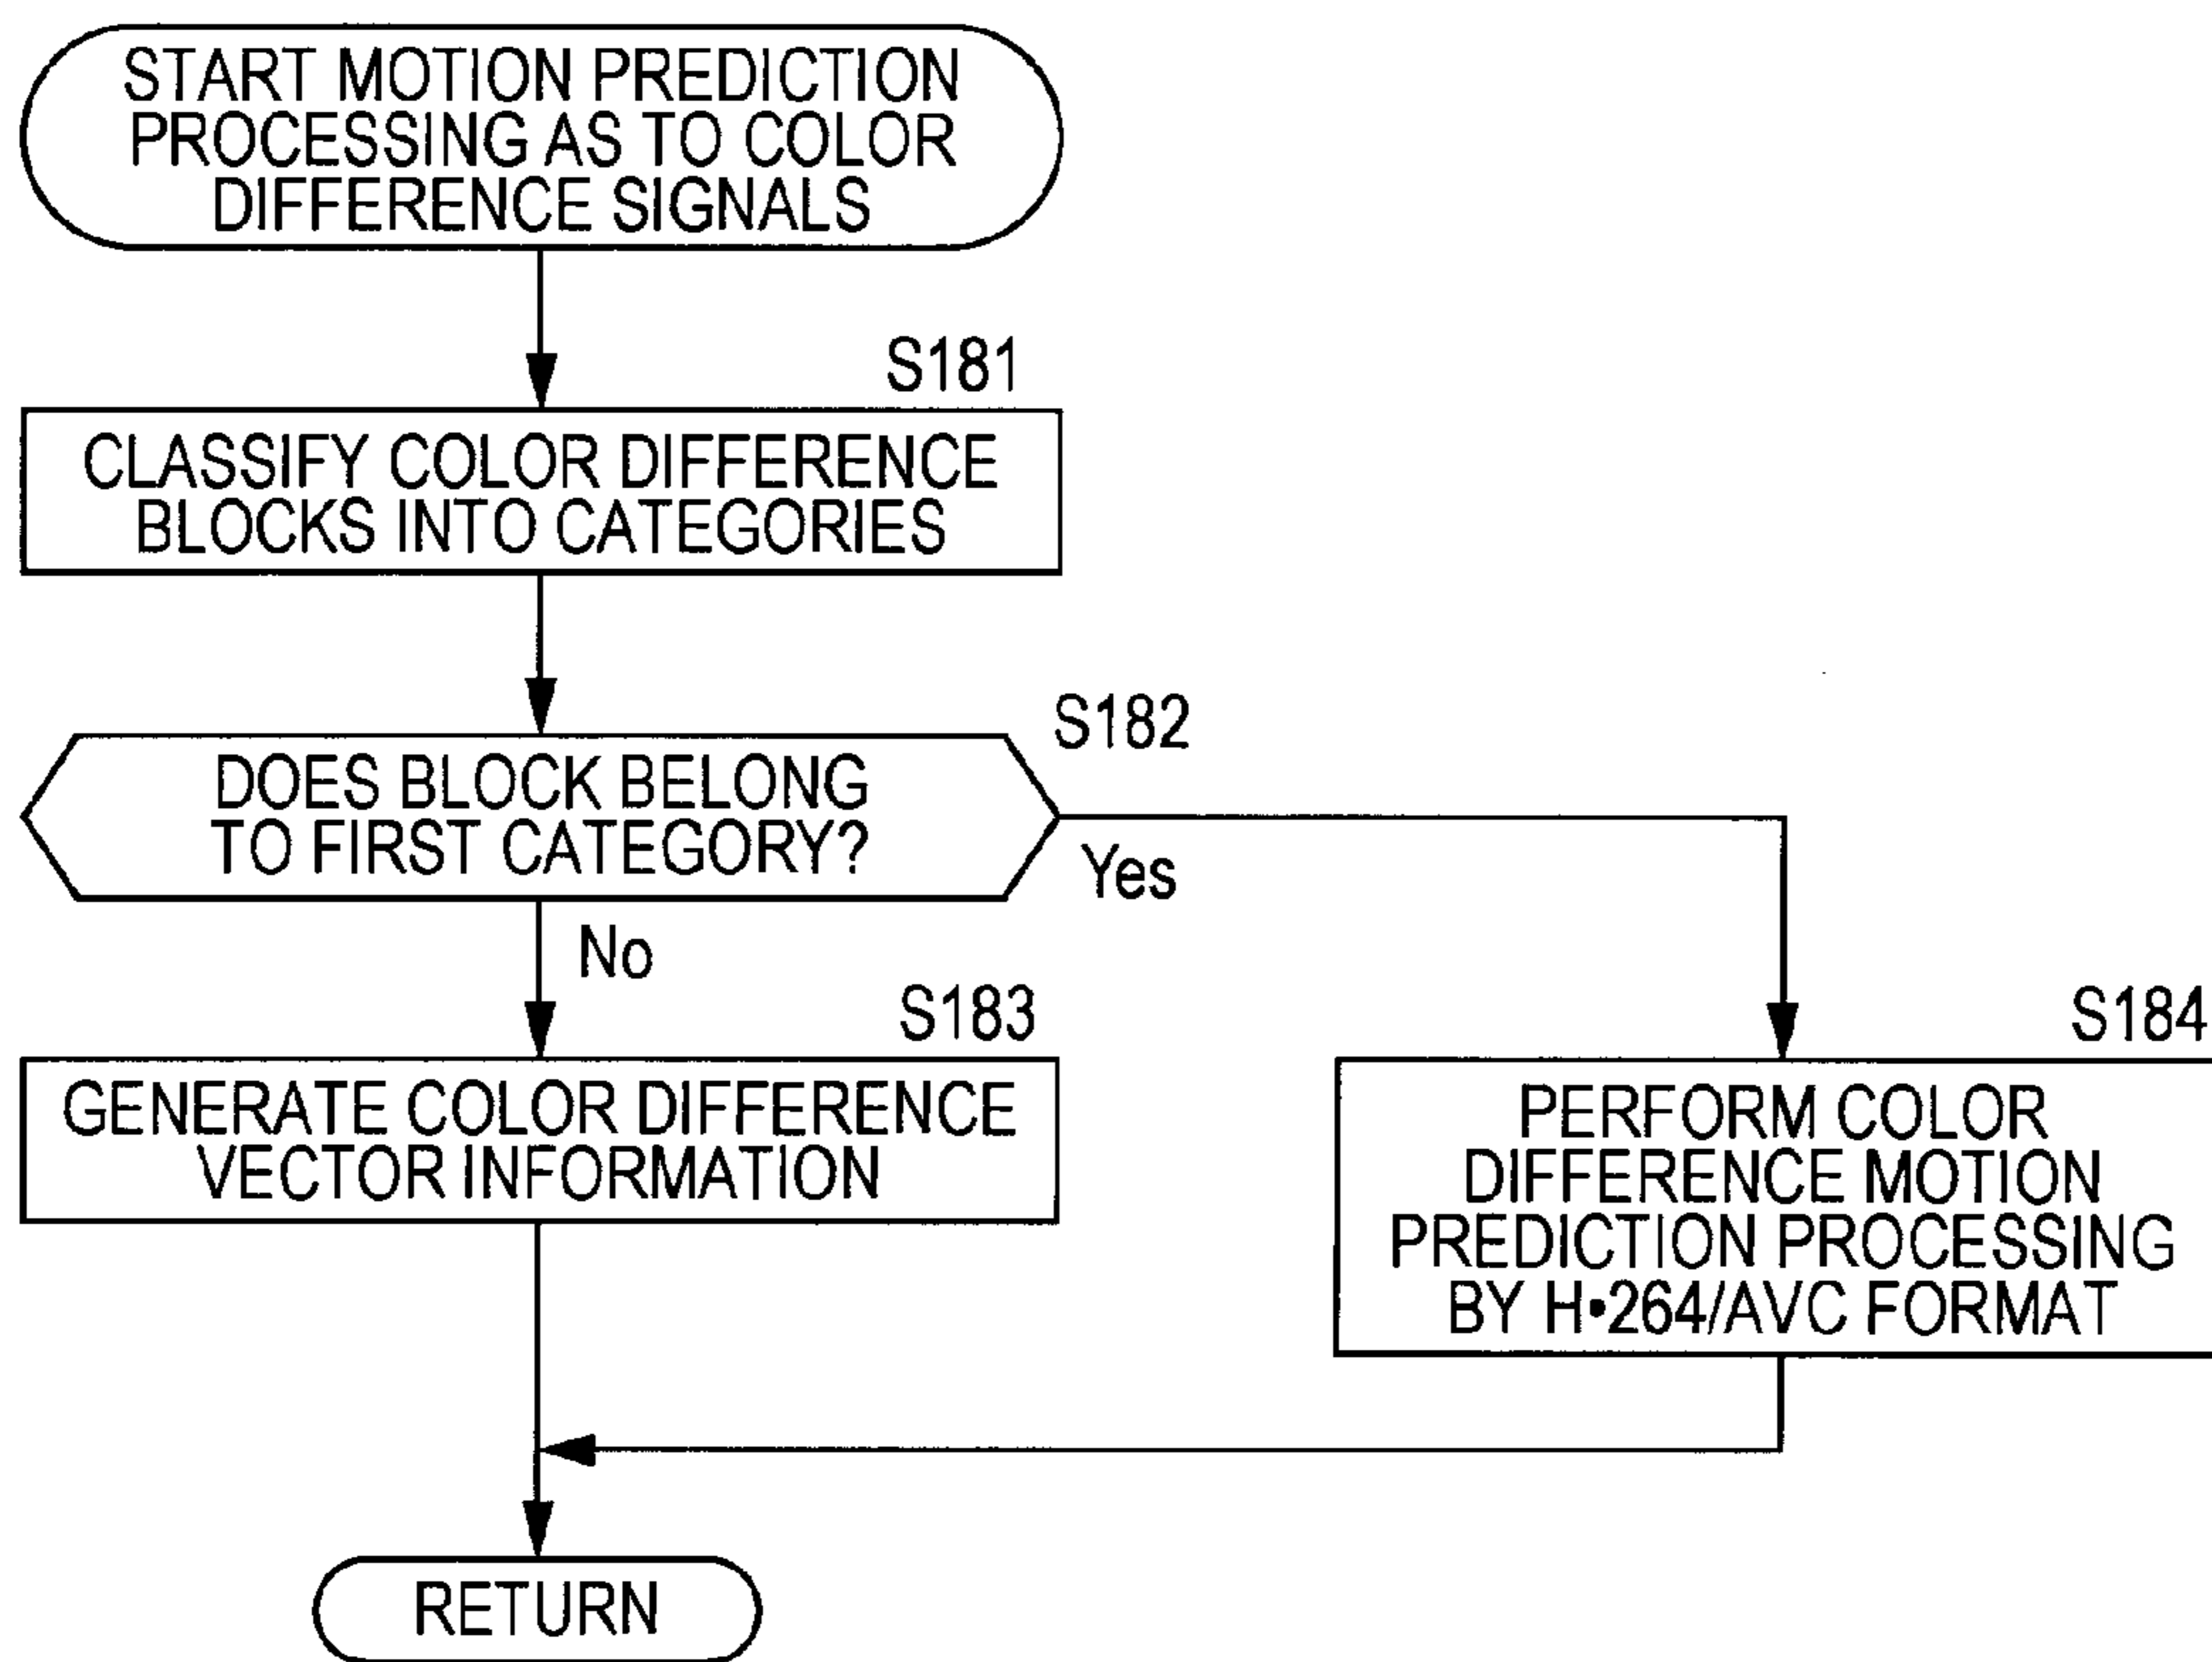 START MOTION PREDICTION
PROCESSING AS TO COLOR
DIFFERENCE SIGNALS
S181
CLASSIFY COLOR DIFFERENCE
BLOCKS INTO CATEGORIES
S182
DOES BLOCK BELONG
TO FIRST CATEGORY?
Yes
No
S183
GENERATE COLOR DIFFERENCE
VECTOR INFORMATION
S184
PERFORM COLOR
DIFFERENCE MOTION
PREDICTION PROCESSING
BY H•264/AVC FORMAT
RETURN